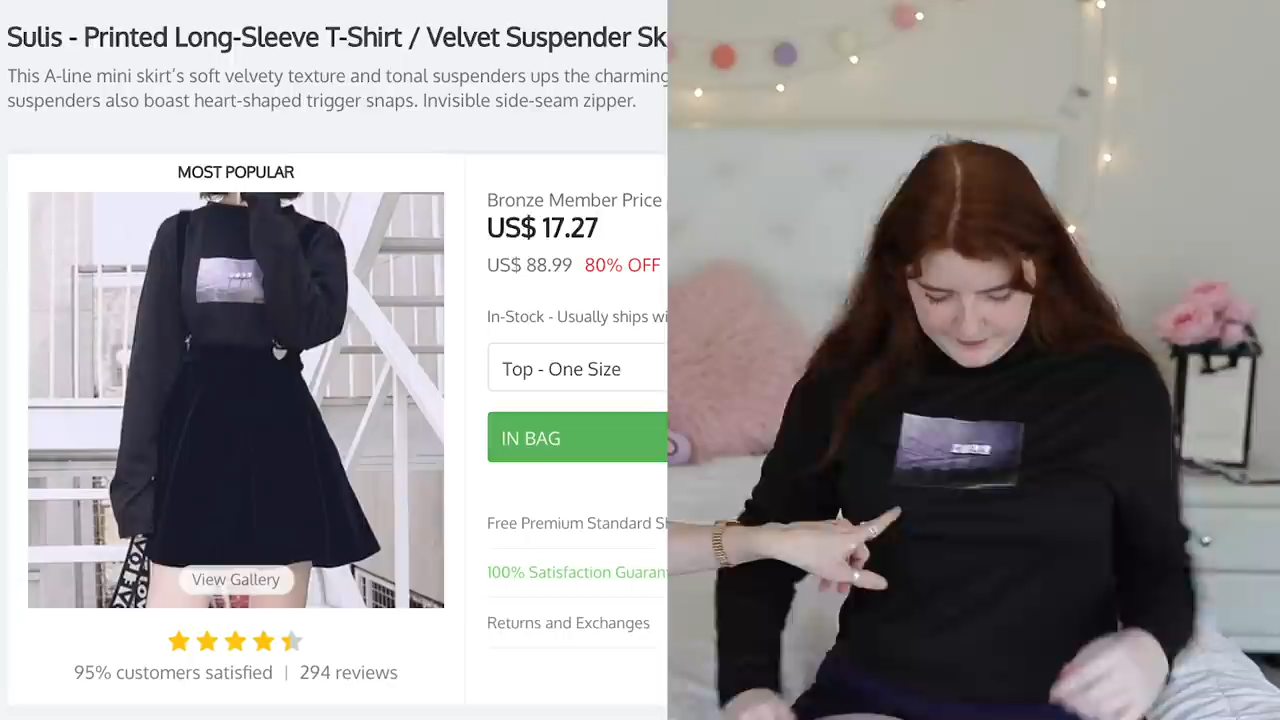 Sulis - Printed Long-Sleeve T-Shirt / Velvet Suspender Sk
This A-line mini skirt's soft velvety texture and tonal suspenders ups the charming
suspenders also boast heart-shaped trigger snaps. Invisible side-seam zipper.
MOST POPULAR
View Gallery
95% customers satisfied | 294 reviews
Bronze Member Price
US$ 17.27
US$ 88.99 80% OFF
In-Stock - Usually ships wi
Top - One Size
IN BAG
Free Premium Standard Sh
100% Satisfaction Guaran
Returns and Exchanges